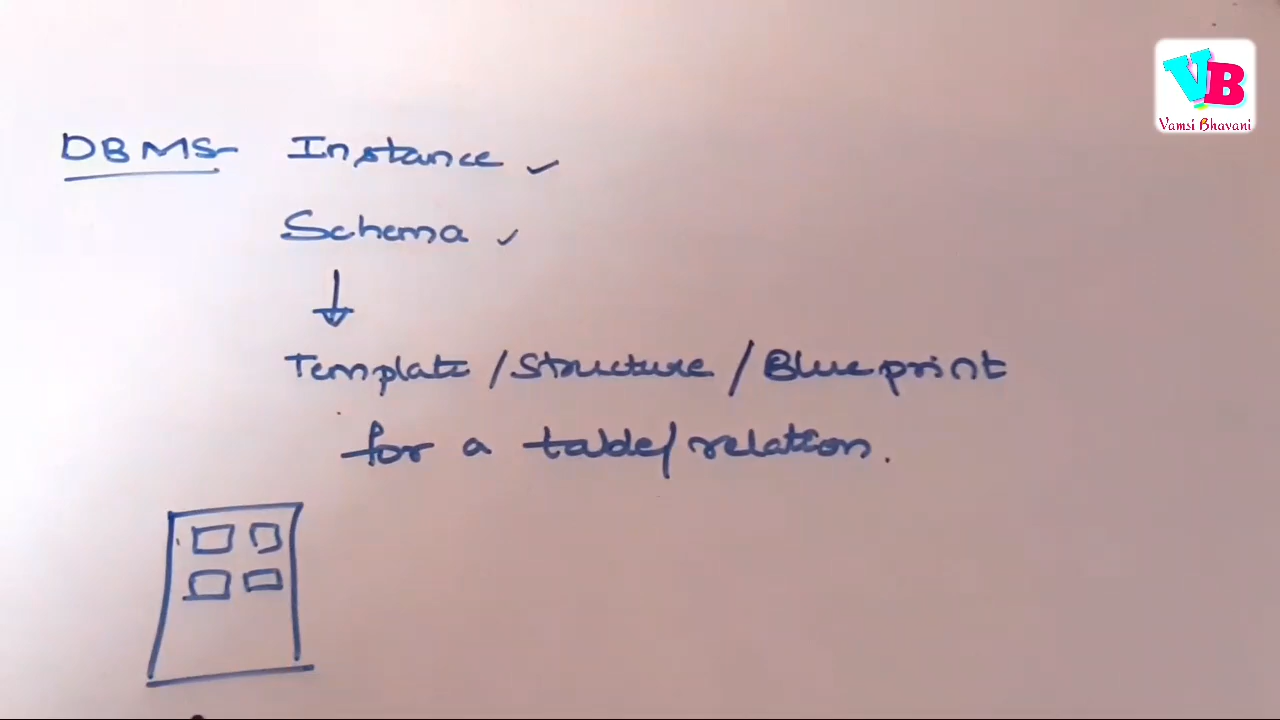 VB
Vamsi Bhavani
DBMS- Instance ✓
Schema ✓
↓
Template / Structure / Blueprint
for a table/relation.